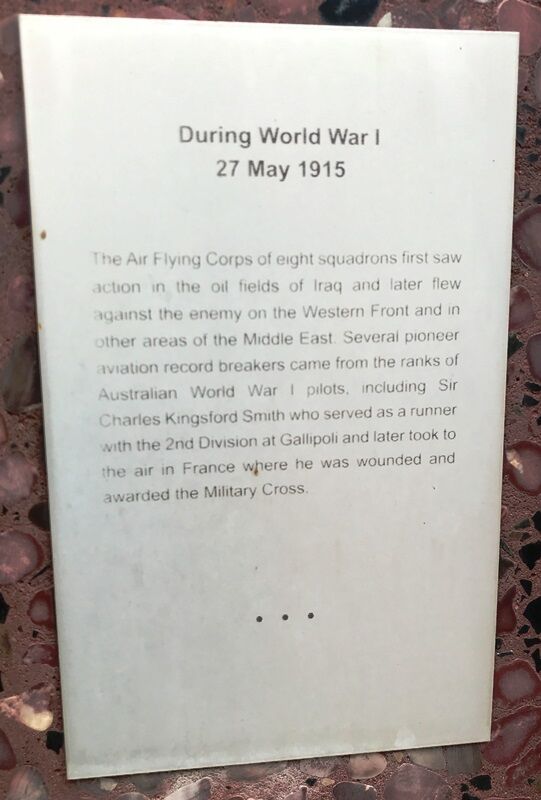 During World War I
27 May 1915
The Air Flying Corps of eight squadrons first saw
action in the oil fields of Iraq and later flew
against the enemy on the Western Front and in
other areas of the Middle East. Several pioneer
aviation record breakers came from the ranks of
Australian World War I pilots, including Sir
Charles Kingsford Smith who served as a runner
with the 2nd Division at Gallipoli and later took to
the air in France where he was wounded and
awarded the Military Cross.
• • •